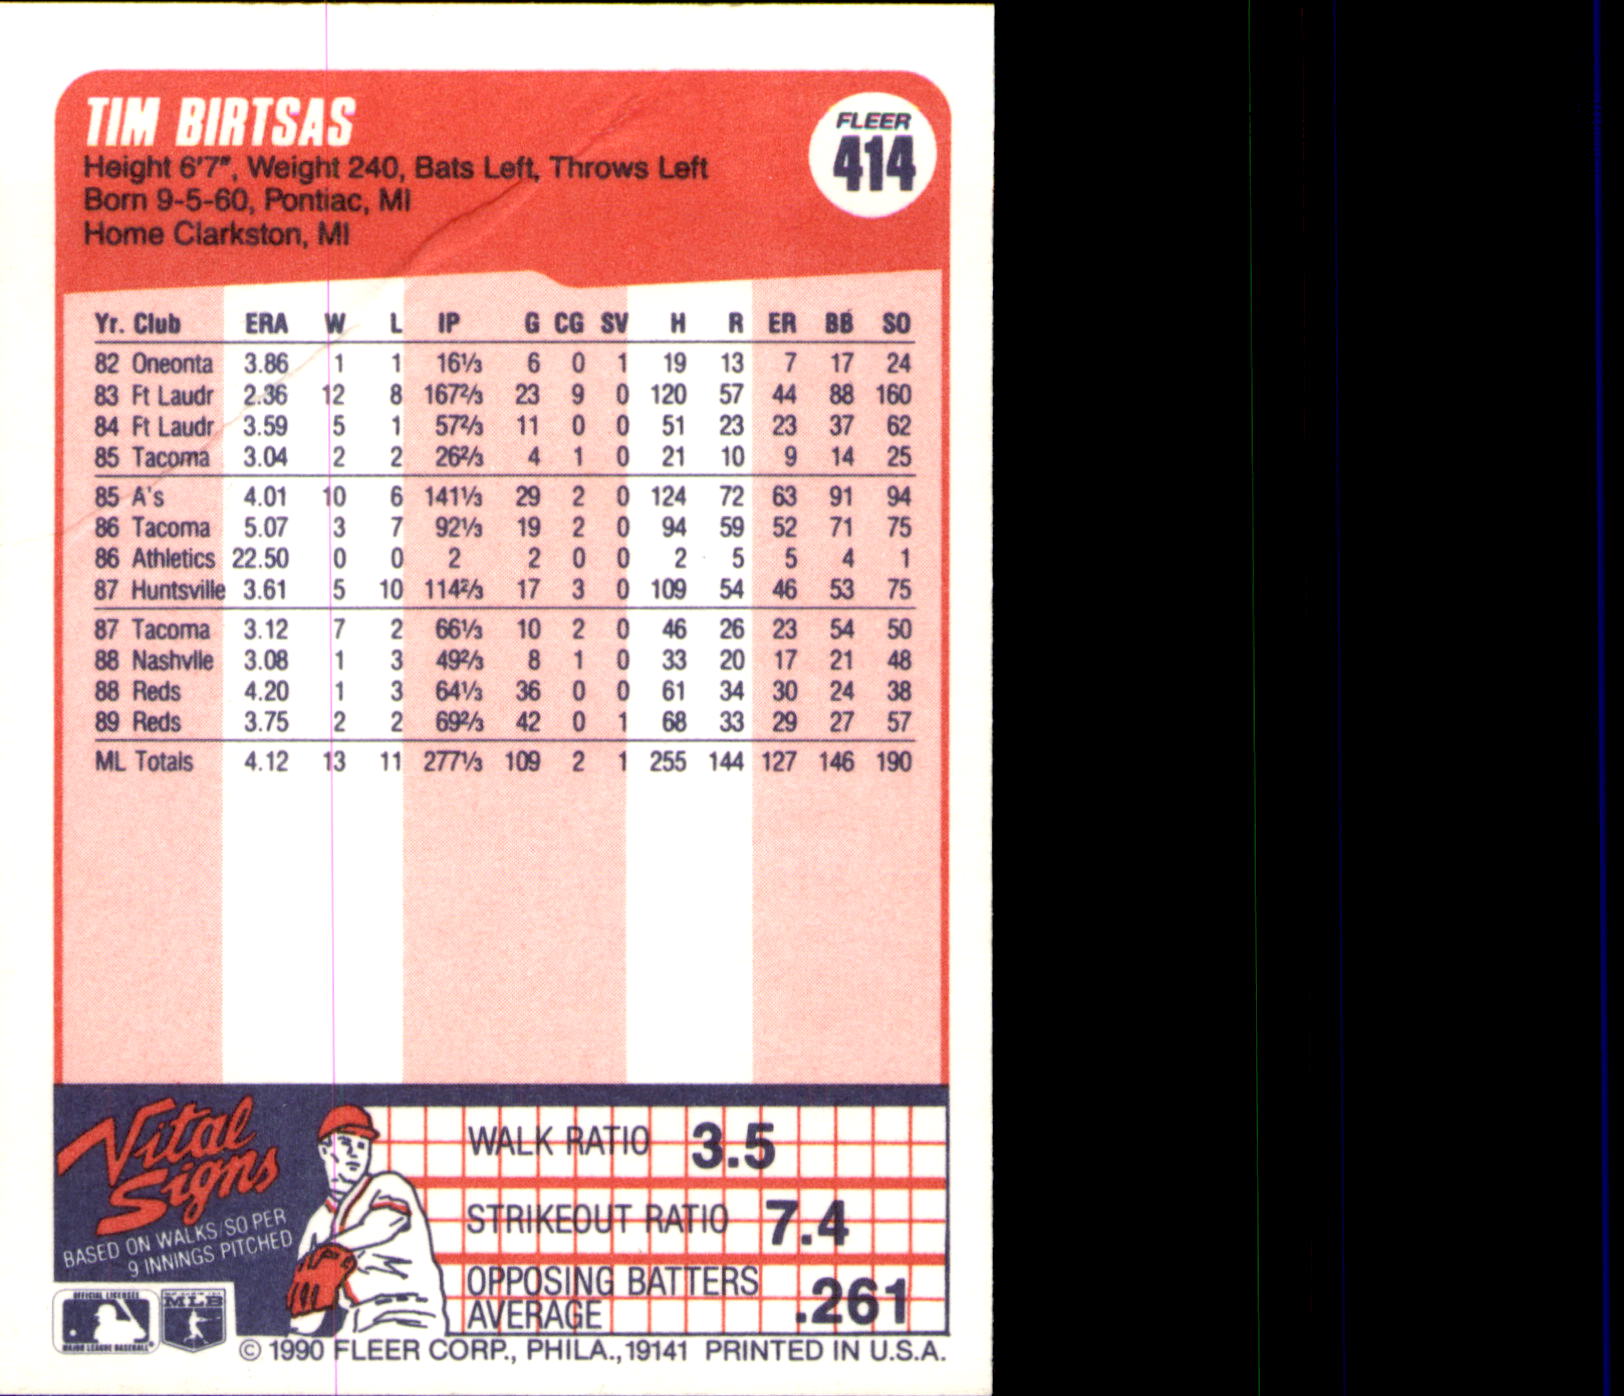 TIM BIRTSAS
FLEER
414
Height 6'7", Weight 240, Bats Left, Throws Left
Born 9-5-60, Pontiac, MI
Home Clarkston, MI
Yr. Club ERA W L IP G CG SV H R ER BB SO
82 Oneonta 3.86 1 1 16⅓ 6 0 1 19 13 7 17 24
83 Ft Laudr 2.36 12 8 167⅔ 23 9 0 120 57 44 88 160
84 Ft Laudr 3.59 5 1 57⅔ 11 0 0 51 23 23 37 62
85 Tacoma 3.04 2 2 26⅔ 4 1 0 21 10 9 14 25
85 A's 4.01 10 6 141⅓ 29 2 0 124 72 63 91 94
86 Tacoma 5.07 3 7 92⅓ 19 2 0 94 59 52 71 75
86 Athletics 22.50 0 0 2 2 0 0 2 5 5 4 1
87 Huntsville 3.61 5 10 114⅔ 17 3 0 109 54 46 53 75
87 Tacoma 3.12 7 2 66⅓ 10 2 0 46 26 23 54 50
88 Nashvlle 3.08 1 3 49⅔ 8 1 0 33 20 17 21 48
88 Reds 4.20 1 3 64⅓ 36 0 0 61 34 30 24 38
89 Reds 3.75 2 2 69⅔ 42 0 1 68 33 29 27 57
ML Totals 4.12 13 11 277⅓ 109 2 1 255 144 127 146 190
Vital
Signs
BASED ON WALKS/SO PER
9 INNINGS PITCHED
WALK RATIO 3.5
STRIKEOUT RATIO 7.4
OPPOSING BATTERS
AVERAGE .261
OFFICIAL LICENSEE
MAJOR LEAGUE BASEBALL
MLB
© 1990 FLEER CORP., PHILA., 19141 PRINTED IN U.S.A.